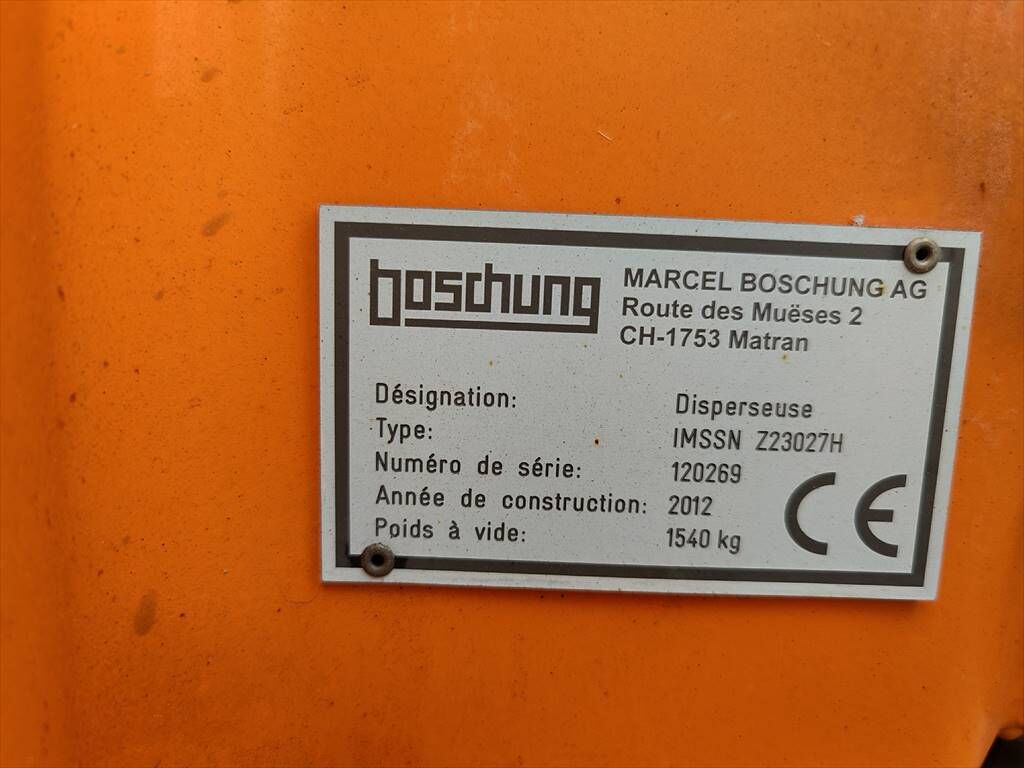 boschung
MARCEL BOSCHUNG AG
Route des Muëses 2
CH-1753 Matran
Désignation: Disperseuse
Type: IMSSN Z23027H
Numéro de série: 120269
Année de construction: 2012
Poids à vide: 1540 kg
CE